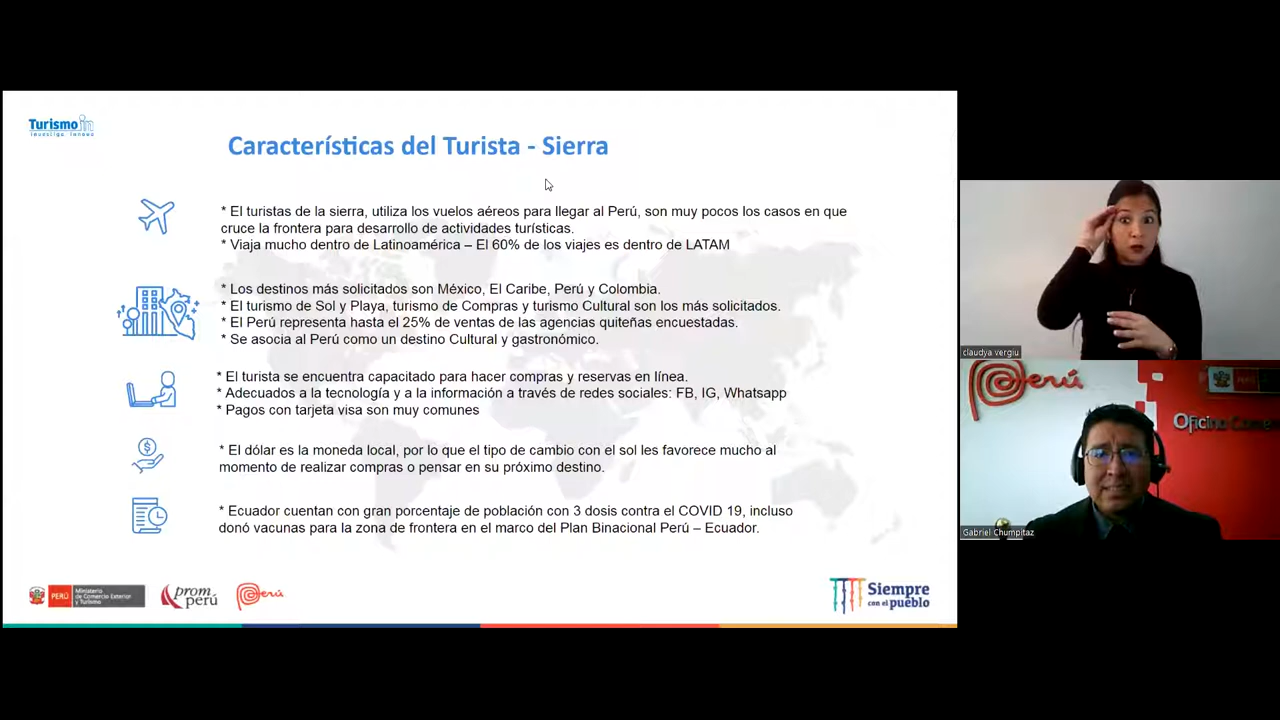 Turismo in
Investiga Innova
Características del Turista - Sierra
* El turistas de la sierra, utiliza los vuelos aéreos para llegar al Perú, son muy pocos los casos en que
cruce la frontera para desarrollo de actividades turísticas.
* Viaja mucho dentro de Latinoamérica – El 60% de los viajes es dentro de LATAM
* Los destinos más solicitados son México, El Caribe, Perú y Colombia.
* El turismo de Sol y Playa, turismo de Compras y turismo Cultural son los más solicitados.
* El Perú representa hasta el 25% de ventas de las agencias quiteñas encuestadas.
* Se asocia al Perú como un destino Cultural y gastronómico.
* El turista se encuentra capacitado para hacer compras y reservas en línea.
* Adecuados a la tecnología y a la información a través de redes sociales: FB, IG, Whatsapp
* Pagos con tarjeta visa son muy comunes
* El dólar es la moneda local, por lo que el tipo de cambio con el sol les favorece mucho al
momento de realizar compras o pensar en su próximo destino.
* Ecuador cuentan con gran porcentaje de población con 3 dosis contra el COVID 19, incluso
donó vacunas para la zona de frontera en el marco del Plan Binacional Perú – Ecuador.
PERÚ
Ministerio
de Comercio Exterior
y Turismo
prom
perú
Perú
Siempre
con el pueblo
claudya vergiu
Perú
PERÚ
Oficina
Gabriel Chumpitaz